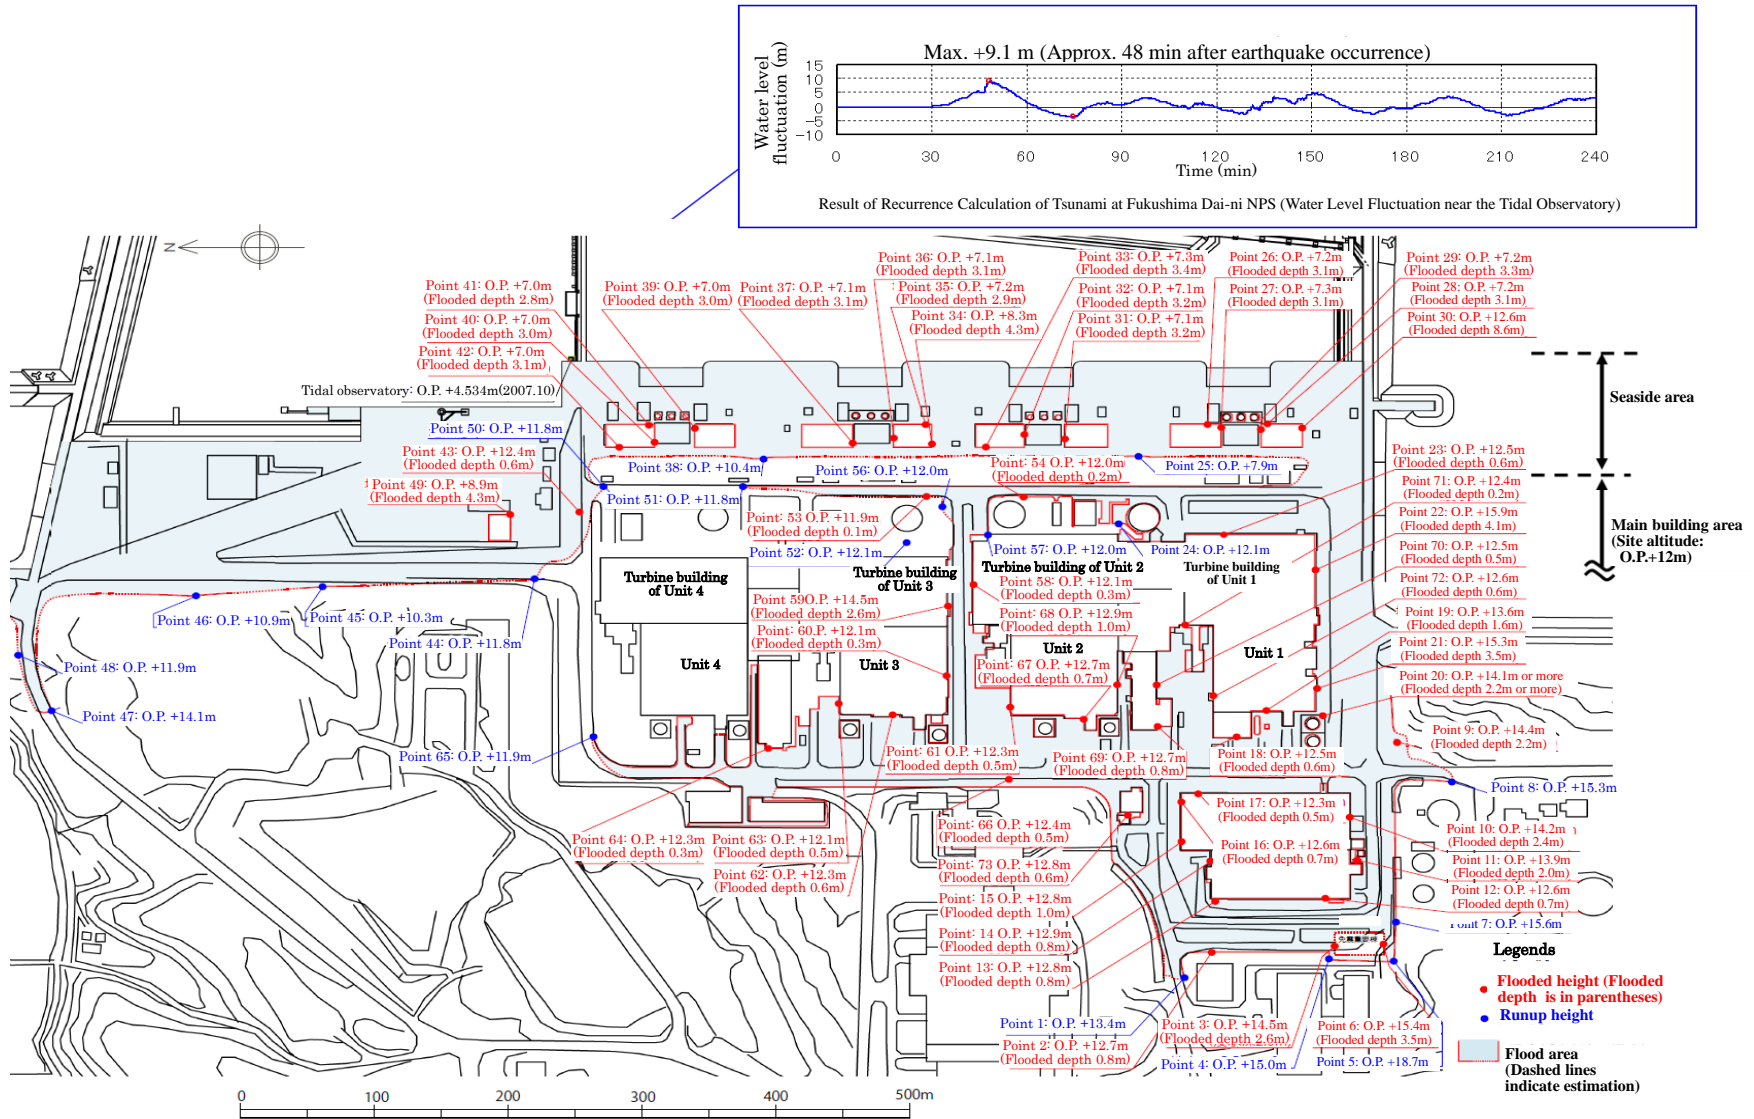 Max. +9.1 m (Approx. 48 min after earthquake occurrence)
Water level
fluctuation (m)
15
10
5
0
−5
−10
0 30 60 90 120 150 180 210 240
Time (min)
Result of Recurrence Calculation of Tsunami at Fukushima Dai-ni NPS (Water Level Fluctuation near the Tidal Observatory)
N
Point 41: O.P. +7.0m
(Flooded depth 2.8m)
Point 40: O.P. +7.0m
(Flooded depth 3.0m)
Point 42: O.P. +7.0m
(Flooded depth 3.1m)
Tidal observatory: O.P. +4.534m(2007.10)
Point 39: O.P. +7.0m
(Flooded depth 3.0m)
Point 37: O.P. +7.1m
(Flooded depth 3.1m)
Point 36: O.P. +7.1m
(Flooded depth 3.1m)
Point 35: O.P. +7.2m
(Flooded depth 2.9m)
Point 34: O.P. +8.3m
(Flooded depth 4.3m)
Point 33: O.P. +7.3m
(Flooded depth 3.4m)
Point 32: O.P. +7.1m
(Flooded depth 3.2m)
Point 31: O.P. +7.1m
(Flooded depth 3.2m)
Point 26: O.P. +7.2m
(Flooded depth 3.1m)
Point 27: O.P. +7.3m
(Flooded depth 3.1m)
Point 29: O.P. +7.2m
(Flooded depth 3.3m)
Point 28: O.P. +7.2m
(Flooded depth 3.1m)
Point 30: O.P. +12.6m
(Flooded depth 8.6m)
Seaside area
Main building area
(Site altitude:
O.P.+12m)
Point 50: O.P. +11.8m
Point 43: O.P. +12.4m
(Flooded depth 0.6m)
Point 49: O.P. +8.9m
(Flooded depth 4.3m)
Point 38: O.P. +10.4m
Point 56: O.P. +12.0m
Point: 54 O.P. +12.0m
(Flooded depth 0.2m)
Point 25: O.P. +7.9m
Point 51: O.P. +11.8m
Point: 53 O.P. +11.9m
(Flooded depth 0.1m)
Point 52: O.P. +12.1m
Point 57: O.P. +12.0m
Point 24: O.P. +12.1m
Point 23: O.P. +12.5m
(Flooded depth 0.6m)
Point 71: O.P. +12.4m
(Flooded depth 0.2m)
Point 22: O.P. +15.9m
(Flooded depth 4.1m)
Point 70: O.P. +12.5m
(Flooded depth 0.5m)
Point 72: O.P. +12.6m
(Flooded depth 0.6m)
Point 19: O.P. +13.6m
(Flooded depth 1.6m)
Point 21: O.P. +15.3m
(Flooded depth 3.5m)
Point 20: O.P. +14.1m or more
(Flooded depth 2.2m or more)
Turbine building
of Unit 4
Turbine building
of Unit 3
Turbine building of Unit 2
Turbine building
of Unit 1
Point: 58 O.P. +12.1m
(Flooded depth 0.3m)
Point 59O.P. +14.5m
(Flooded depth 2.6m)
Point: 68 O.P. +12.9m
(Flooded depth 1.0m)
Point: 60O.P. +12.1m
(Flooded depth 0.3m)
Unit 4
Unit 3
Unit 2
Unit 1
Point: 67 O.P. +12.7m
(Flooded depth 0.7m)
Point 46: O.P. +10.9m
Point 45: O.P. +10.3m
Point 44: O.P. +11.8m
Point 48: O.P. +11.9m
Point 47: O.P. +14.1m
Point 65: O.P. +11.9m
Point: 61 O.P. +12.3m
(Flooded depth 0.5m)
Point: 69O.P. +12.7m
(Flooded depth 0.8m)
Point 18: O.P. +12.5m
(Flooded depth 0.6m)
Point 9: O.P. +14.4m
(Flooded depth 2.2m)
Point 8: O.P. +15.3m
Point 17: O.P. +12.3m
(Flooded depth 0.5m)
Point 16: O.P. +12.6m
(Flooded depth 0.7m)
Point 64: O.P. +12.3m
(Flooded depth 0.3m)
Point 63: O.P. +12.1m
(Flooded depth 0.5m)
Point 62: O.P. +12.3m
(Flooded depth 0.6m)
Point: 66 O.P. +12.4m
(Flooded depth 0.5m)
Point: 73 O.P. +12.8m
(Flooded depth 0.6m)
Point: 15 O.P. +12.8m
(Flooded depth 1.0m)
Point: 14 O.P. +12.9m
(Flooded depth 0.8m)
Point 13: O.P. +12.8m
(Flooded depth 0.8m)
Point 10: O.P. +14.2m
(Flooded depth 2.4m)
Point 11: O.P. +13.9m
(Flooded depth 2.0m)
Point 12: O.P. +12.6m
(Flooded depth 0.7m)
Point 7: O.P. +15.6m
Point 1: O.P. +13.4m
Point 2: O.P. +12.7m
(Flooded depth 0.8m)
Point 3: O.P. +14.5m
(Flooded depth 2.6m)
Point 4: O.P. +15.0m
Point 6: O.P. +15.4m
(Flooded depth 3.5m)
Point 5: O.P. +18.7m
Legends
Flooded height (Flooded
depth is in parentheses)
Runup height
Flood area
(Dashed lines
indicate estimation)
0 100 200 300 400 500m